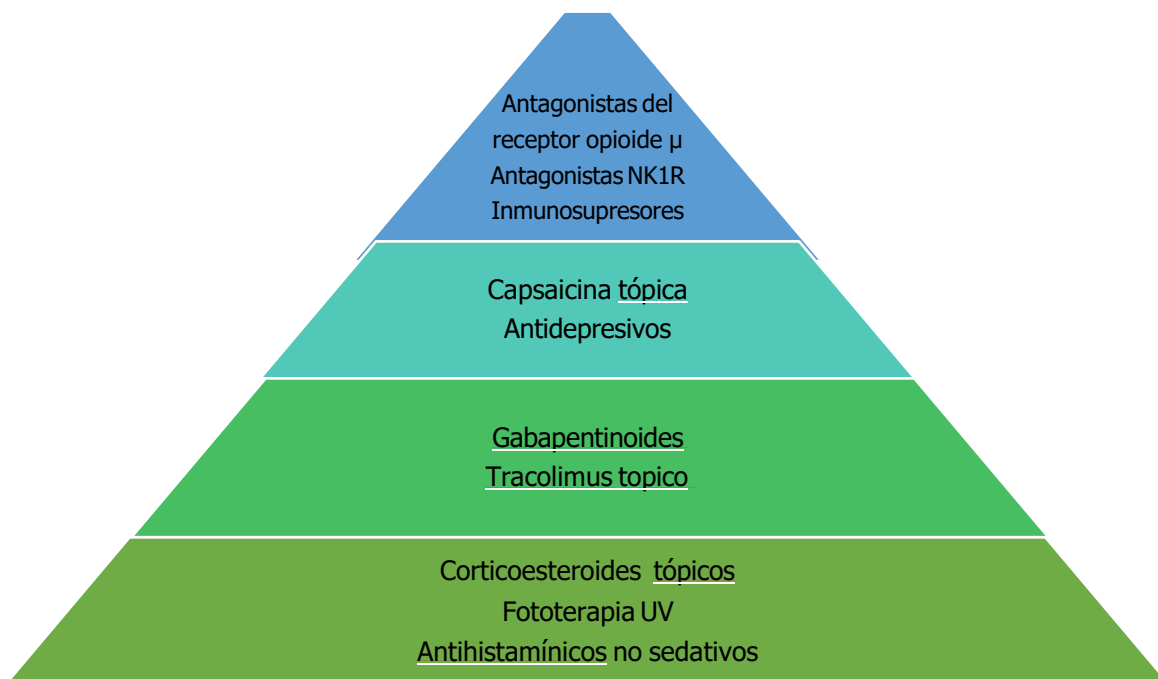 Antagonistas del
receptor opioide µ
Antagonistas NK1R
Inmunosupresores
Capsaicina tópica
Antidepresivos
Gabapentinoides
Tracolimus topico
Corticoesteroides tópicos
Fototerapia UV
Antihistamínicos no sedativos